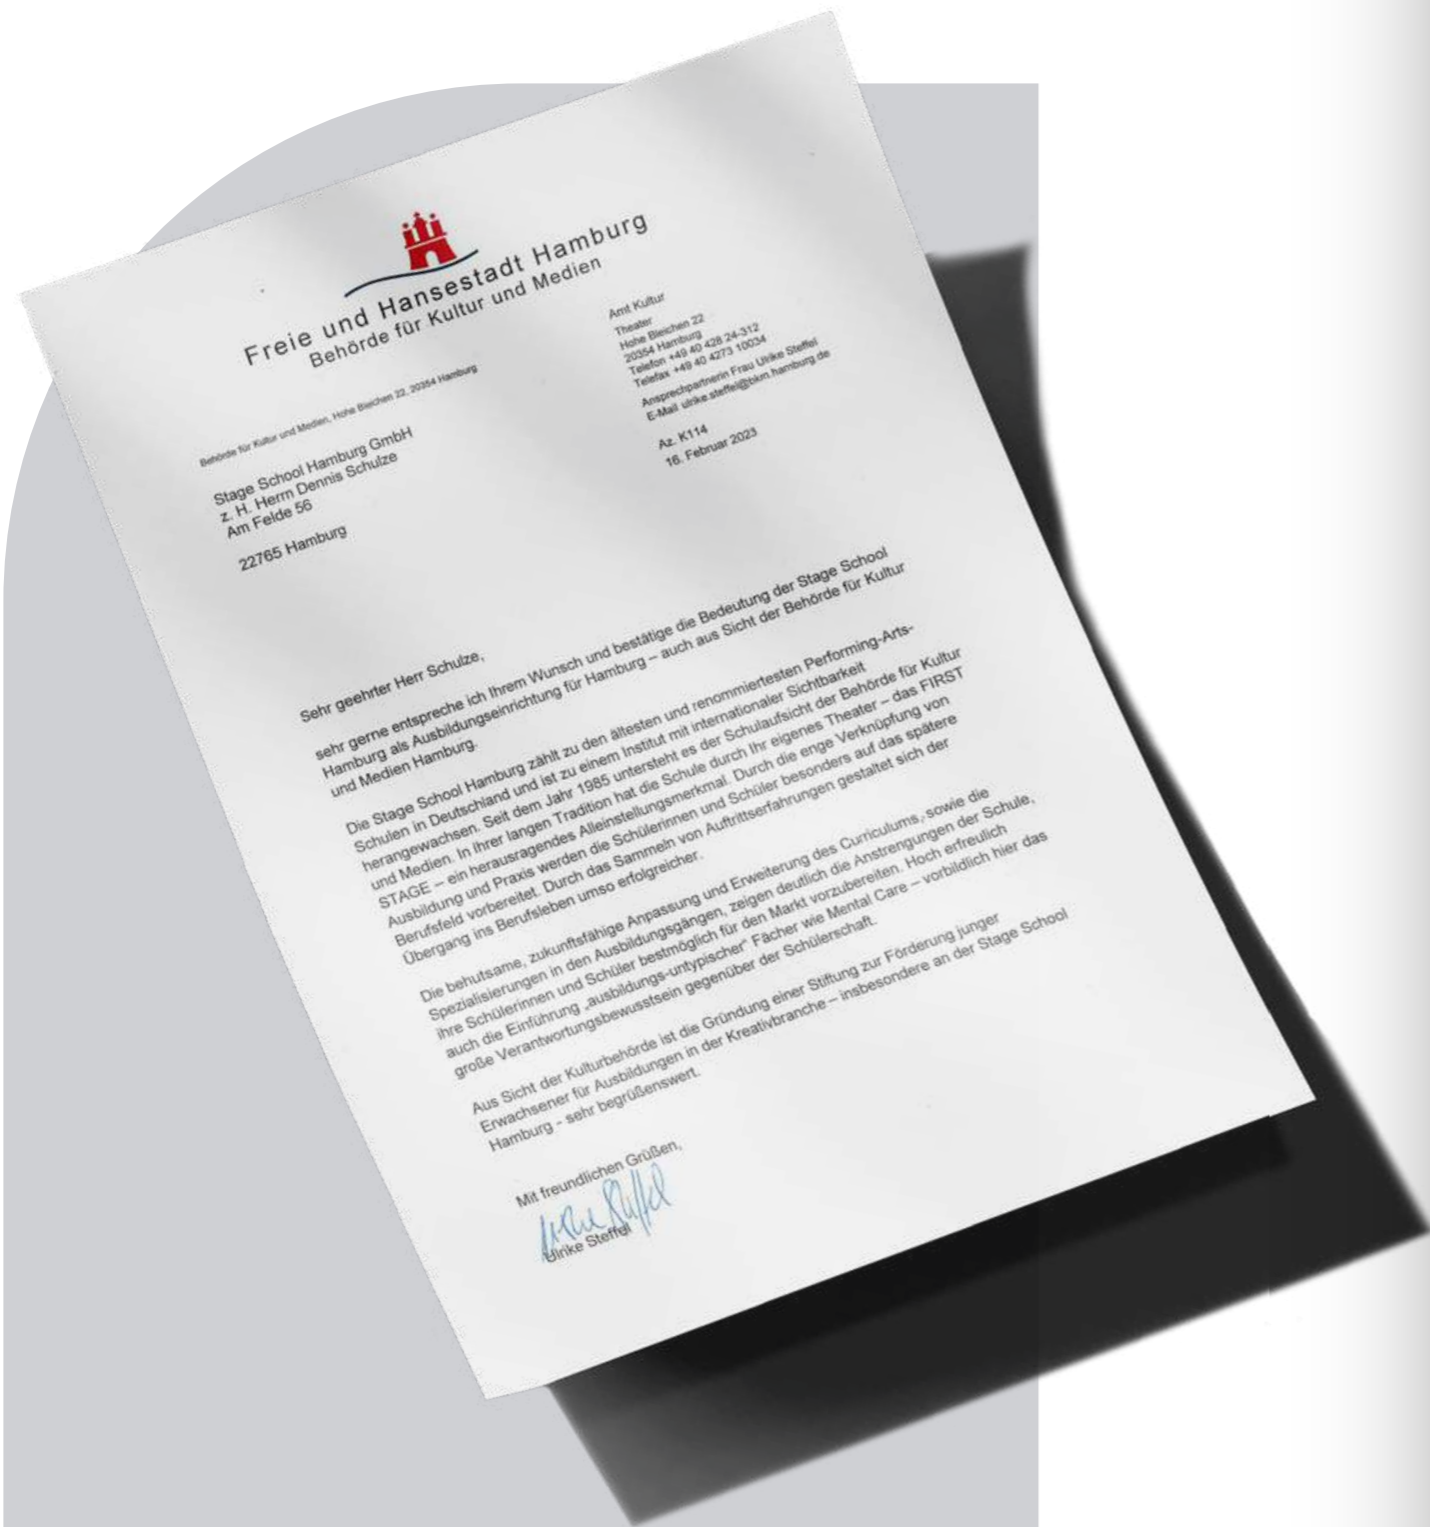 Freie und Hansestadt Hamburg
Behörde für Kultur und Medien
Amt Kultur
Theater
Hohe Bleichen 22
20354 Hamburg
Telefon +49 40 428 24-312
Telefax +49 40 4273 10034
Ansprechpartnerin Frau Ulrike Steffel
E-Mail ulrike.steffel@bkm.hamburg.de
Az. K114
16. Februar 2023
Behörde für Kultur und Medien, Hohe Bleichen 22, 20354 Hamburg
Stage School Hamburg GmbH
z. H. Herrn Dennis Schulze
Am Felde 56
22765 Hamburg
Sehr geehrter Herr Schulze,
sehr gerne entspreche ich Ihrem Wunsch und bestätige die Bedeutung der Stage School
Hamburg als Ausbildungseinrichtung für Hamburg – auch aus Sicht der Behörde für Kultur
und Medien Hamburg.
Die Stage School Hamburg zählt zu den ältesten und renommiertesten Performing-Arts-
Schulen in Deutschland und ist zu einem Institut mit internationaler Sichtbarkeit
herangewachsen. Seit dem Jahr 1985 untersteht es der Schulaufsicht der Behörde für Kultur
und Medien. In ihrer langen Tradition hat die Schule durch Ihr eigenes Theater – das FIRST
STAGE – ein herausragendes Alleinstellungsmerkmal. Durch die enge Verknüpfung von
Ausbildung und Praxis werden die Schülerinnen und Schüler besonders auf das spätere
Berufsfeld vorbereitet. Durch das Sammeln von Auftrittserfahrungen gestaltet sich der
Übergang ins Berufsleben umso erfolgreicher.
Die behutsame, zukunftsfähige Anpassung und Erweiterung des Curriculums, sowie die
Spezialisierungen in den Ausbildungsgängen, zeigen deutlich die Anstrengungen der Schule,
ihre Schülerinnen und Schüler bestmöglich für den Markt vorzubereiten. Hoch erfreulich
auch die Einführung „ausbildungs-untypischer" Fächer wie Mental Care – vorbildlich hier das
große Verantwortungsbewusstsein gegenüber der Schülerschaft.
Aus Sicht der Kulturbehörde ist die Gründung einer Stiftung zur Förderung junger
Erwachsener für Ausbildungen in der Kreativbranche – insbesondere an der Stage School
Hamburg - sehr begrüßenswert.
Mit freundlichen Grüßen,
Ulrike Steffel
Ulrike Steffel